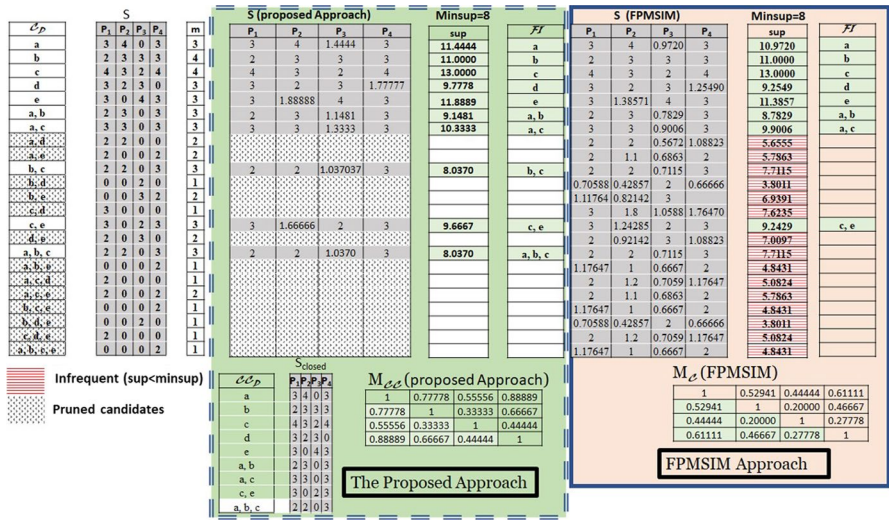 S
C_D P1 P2 P3 P4 m
a 3 4 0 3 3
b 2 3 3 3 4
c 4 3 2 4 4
d 3 2 3 0 3
e 3 0 4 3 3
a, b 2 3 0 3 3
a, c 3 3 0 3 3
a, d 2 2 0 0 2
a, e 2 0 0 2 2
b, c 2 2 0 3 3
b, d 0 0 2 0 1
b, e 0 0 3 2 2
c, d 3 0 0 0 1
c, e 3 0 2 3 3
d, e 2 0 3 0 2
a, b, c 2 2 0 3 3
a, b, e 0 0 0 2 1
a, c, d 2 0 0 0 1
a, c, e 2 0 0 2 2
b, c, e 0 0 0 2 1
b, d, e 0 0 2 0 1
c, d, e 2 0 0 0 1
a, b, c, e 0 0 0 2 1
Infrequent (sup<minsup)
Pruned candidates
S (proposed Approach) Minsup=8
P1 P2 P3 P4 sup FI
3 4 1.4444 3 11.4444 a
2 3 3 3 11.0000 b
4 3 2 4 13.0000 c
3 2 3 1.77777 9.7778 d
3 1.88888 4 3 11.8889 e
2 3 1.1481 3 9.1481 a, b
3 3 1.3333 3 10.3333 a, c
2 2 1.037037 3 8.0370 b, c
3 1.66666 2 3 9.6667 c, e
2 2 1.0370 3 8.0370 a, b, c
Sclosed
CC_D P1 P2 P3 P4
a 3 4 0 3
b 2 3 3 3
c 4 3 2 4
d 3 2 3 0
e 3 0 4 3
a, b 2 3 0 3
a, c 3 3 0 3
c, e 3 0 2 3
a, b, c 2 2 0 3
M_CC (proposed Approach)
1 0.77778 0.55556 0.88889
0.77778 1 0.33333 0.66667
0.55556 0.33333 1 0.44444
0.88889 0.66667 0.44444 1
The Proposed Approach
S (FPMSIM) Minsup=8
P1 P2 P3 P4 sup FI
3 4 0.9720 3 10.9720 a
2 3 3 3 11.0000 b
4 3 2 4 13.0000 c
3 2 3 1.25490 9.2549 d
3 1.38571 4 3 11.3857 e
2 3 0.7829 3 8.7829 a, b
3 3 0.9006 3 9.9006 a, c
2 2 0.5672 1.08823 5.6555
2 1.1 0.6863 2 5.7863
2 2 0.7115 3 7.7115
0.70588 0.42857 2 0.66666 3.8011
1.11764 0.82142 3 6.9391
3 1.8 1.0588 1.76470 7.6235
3 1.24285 2 3 9.2429 c, e
2 0.92142 3 1.08823 7.0097
2 2 0.7115 3 7.7115
1.17647 1 0.6667 2 4.8431
2 1.2 0.7059 1.17647 5.0824
2 1.1 0.6863 2 5.7863
1.17647 1 0.6667 2 4.8431
0.70588 0.42857 2 0.66666 3.8011
2 1.2 0.7059 1.17647 5.0824
1.17647 1 0.6667 2 4.8431
M_C (FPMSIM)
1 0.52941 0.44444 0.61111
0.52941 1 0.20000 0.46667
0.44444 0.20000 1 0.27778
0.61111 0.46667 0.27778 1
FPMSIM Approach